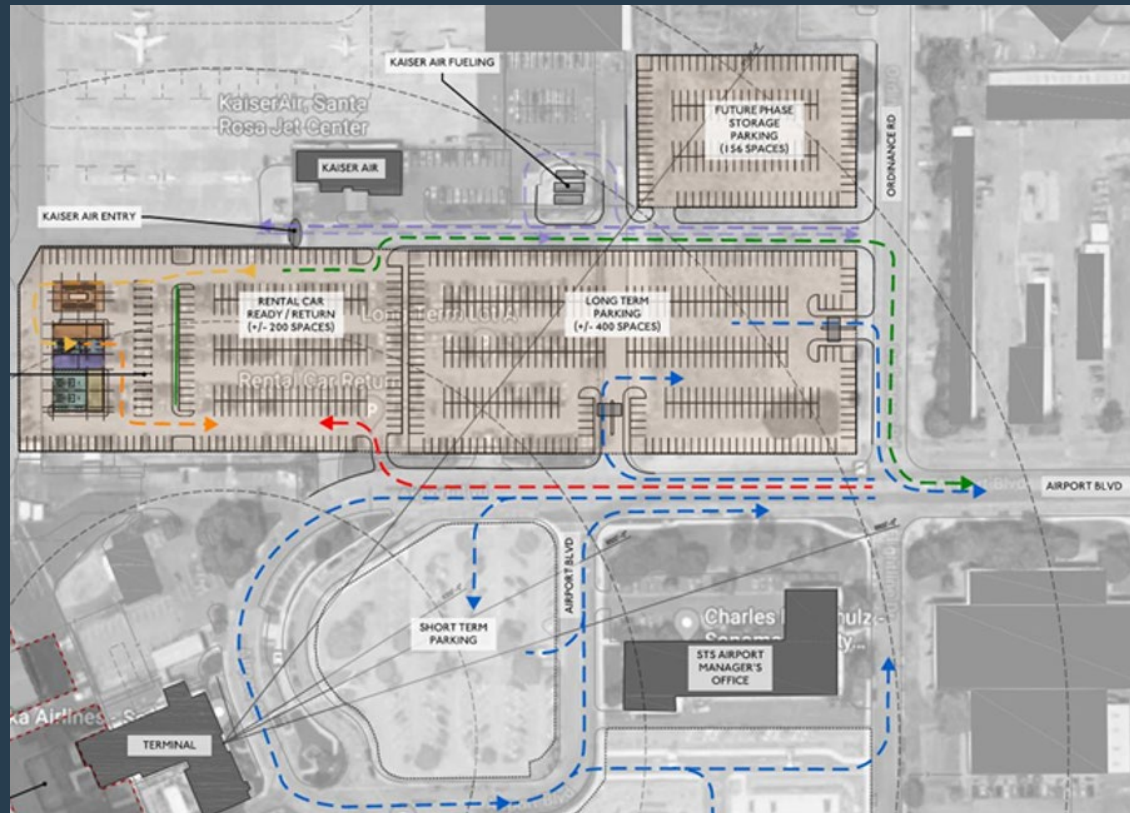 KAISER AIR FUELING
KaiserAir, Santa
Rosa Jet Center
FUTURE PHASE
STORAGE
PARKING
(156 SPACES)
ORDINANCE RD
KAISER AIR
KAISER AIR ENTRY
RENTAL CAR
READY / RETURN
(+/- 200 SPACES)
LONG TERM
PARKING
(+/- 400 SPACES)
Rental Car Return
AIRPORT BLVD
AIRPORT BLVD
SHORT TERM
PARKING
Charles
STS AIRPORT
MANAGER'S
OFFICE
TERMINAL